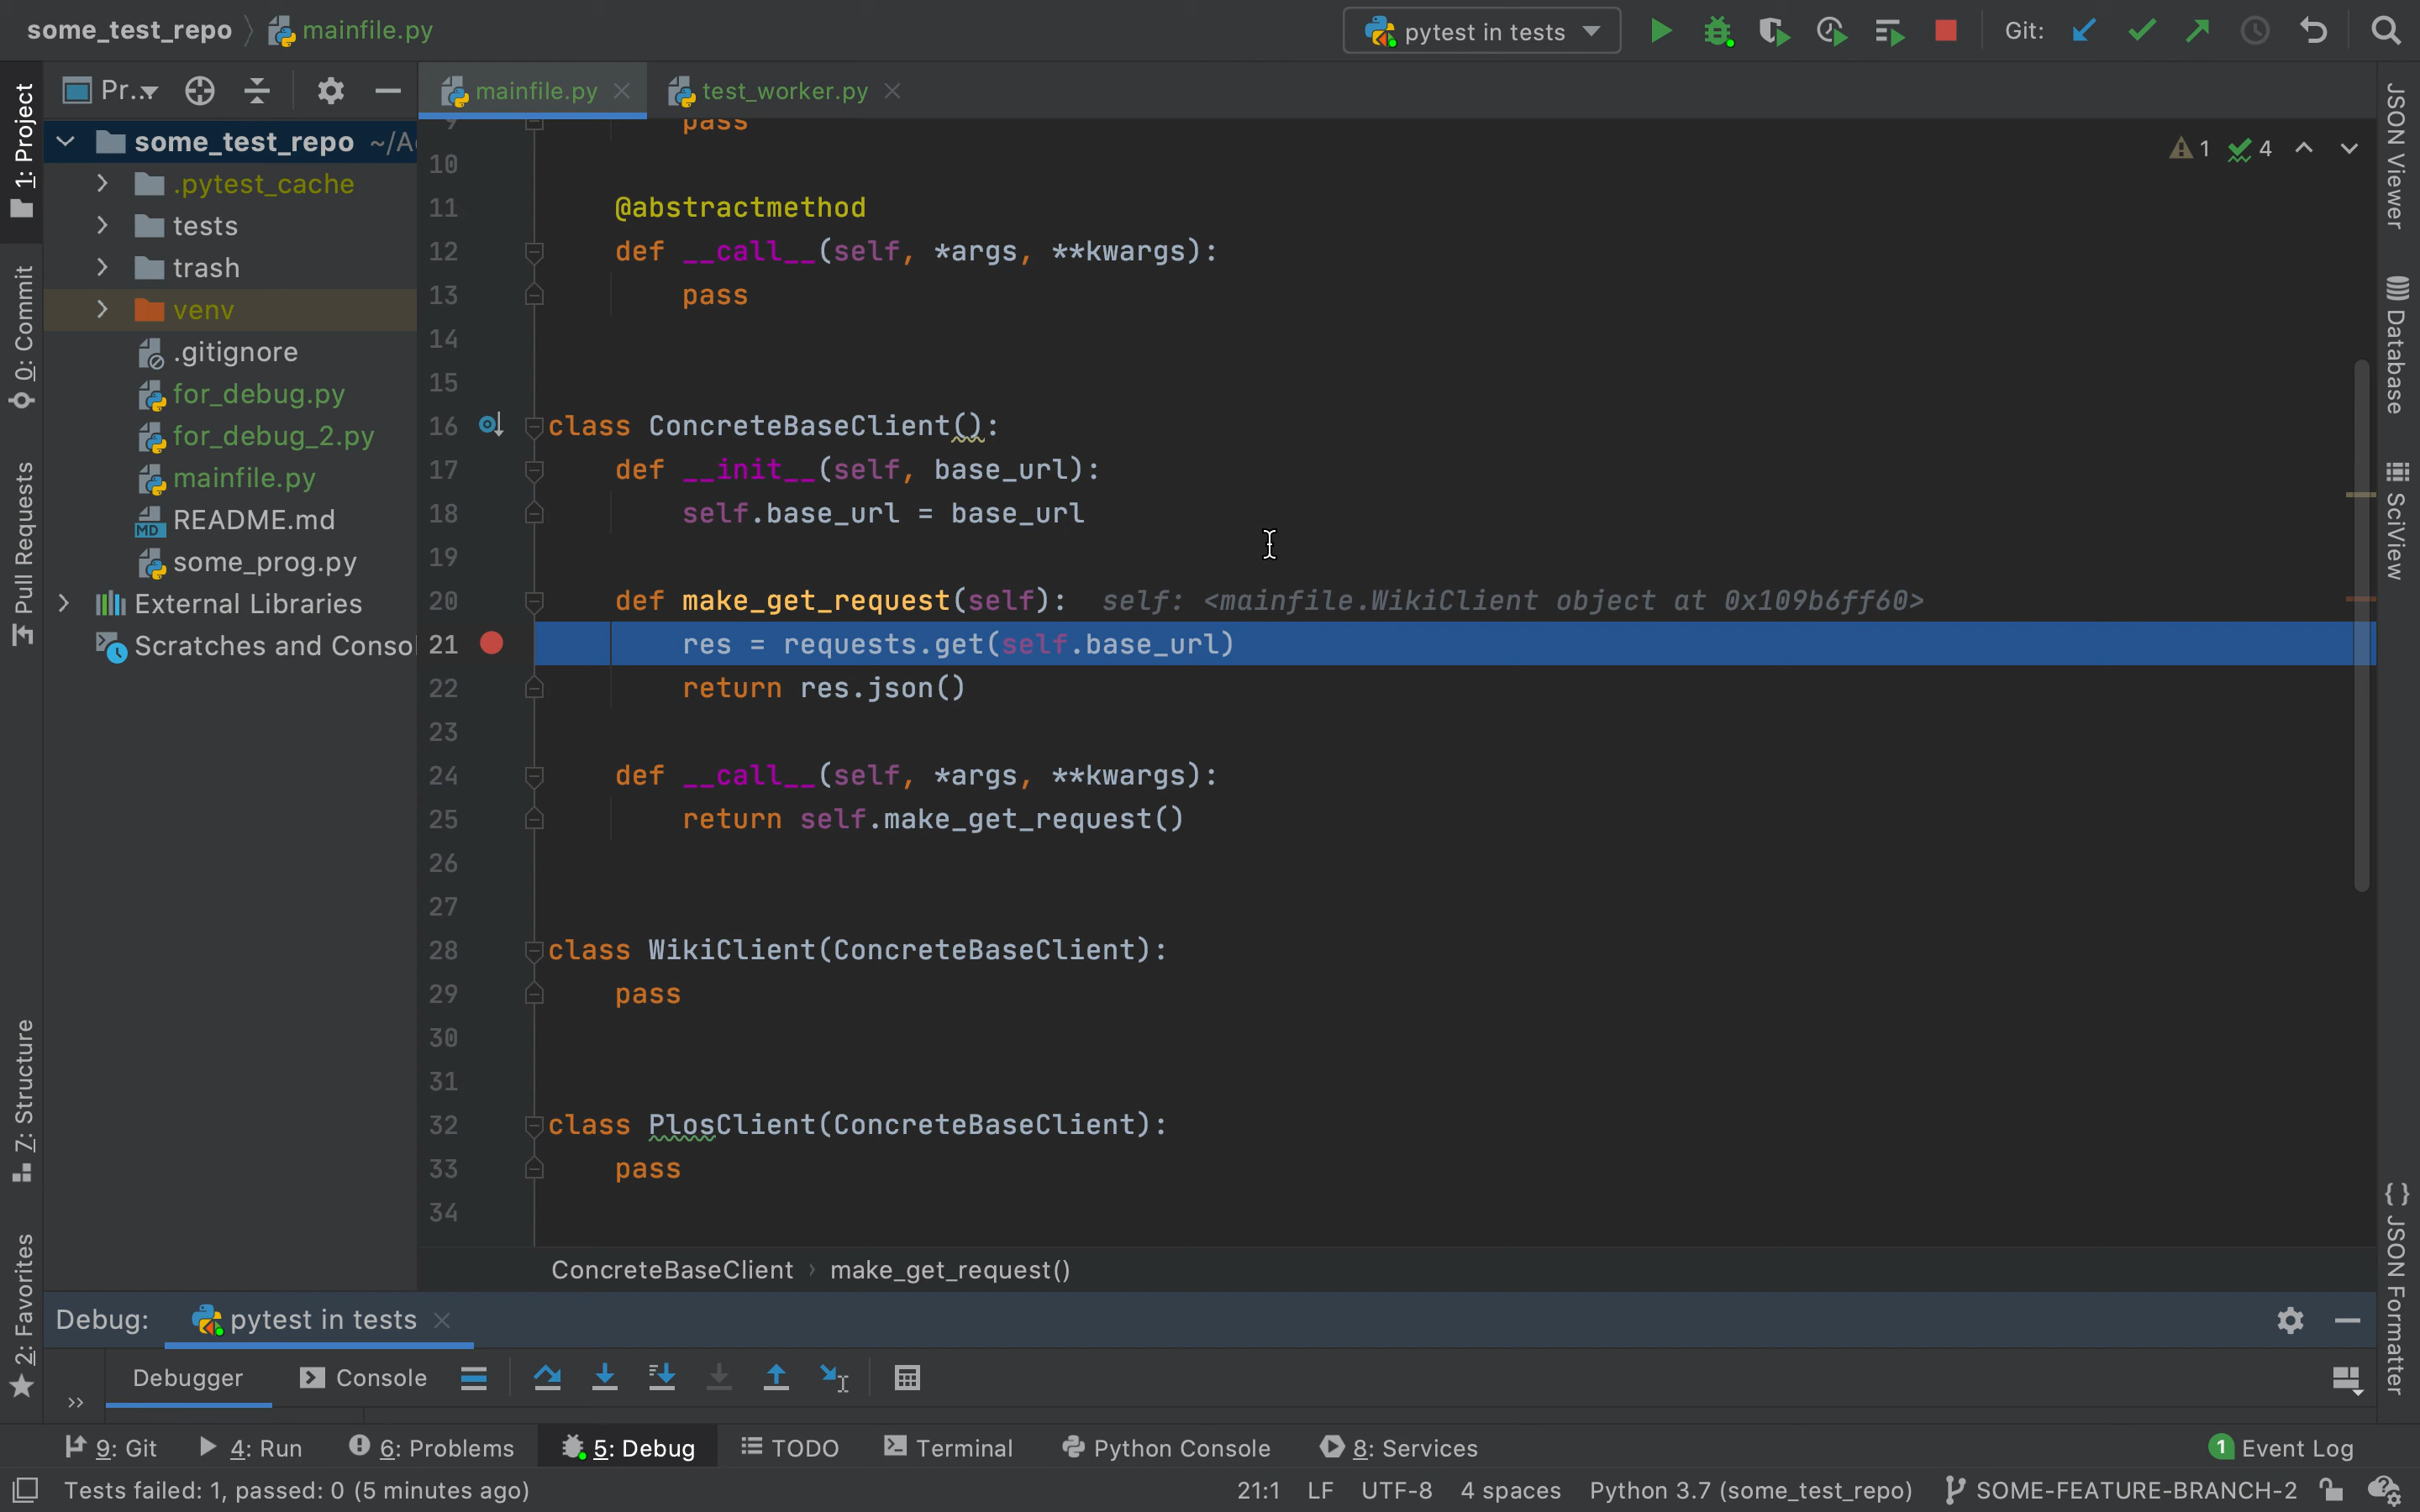 some_test_repo mainfile.py
pytest in tests
Git:
Pr...
mainfile.py
test_worker.py
1: Project
0: Commit
Pull Requests
Z: Structure
2: Favorites
some_test_repo
.pytest_cache
tests
trash
venv
.gitignore
for_debug.py
for_debug_2.py
mainfile.py
README.md
some_prog.py
External Libraries
Scratches and Conso
1 4
9 pass
10
11 @abstractmethod
12 def __call__(self, *args, **kwargs):
13 pass
14
15
16 class ConcreteBaseClient():
17 def __init__(self, base_url):
18 self.base_url = base_url
19
20 def make_get_request(self): self: <mainfile.WikiClient object at 0x109b6ff60>
21 res = requests.get(self.base_url)
22 return res.json()
23
24 def __call__(self, *args, **kwargs):
25 return self.make_get_request()
26
27
28 class WikiClient(ConcreteBaseClient):
29 pass
30
31
32 class PlosClient(ConcreteBaseClient):
33 pass
34
ConcreteBaseClient › make_get_request()
JSON Viewer
Database
SciView
JSON Formatter
Debug: pytest in tests
Debugger Console
9: Git 4: Run 6: Problems 5: Debug TODO Terminal Python Console 8: Services 1 Event Log
Tests failed: 1, passed: 0 (5 minutes ago) 21:1 LF UTF-8 4 spaces Python 3.7 (some_test_repo) SOME-FEATURE-BRANCH-2